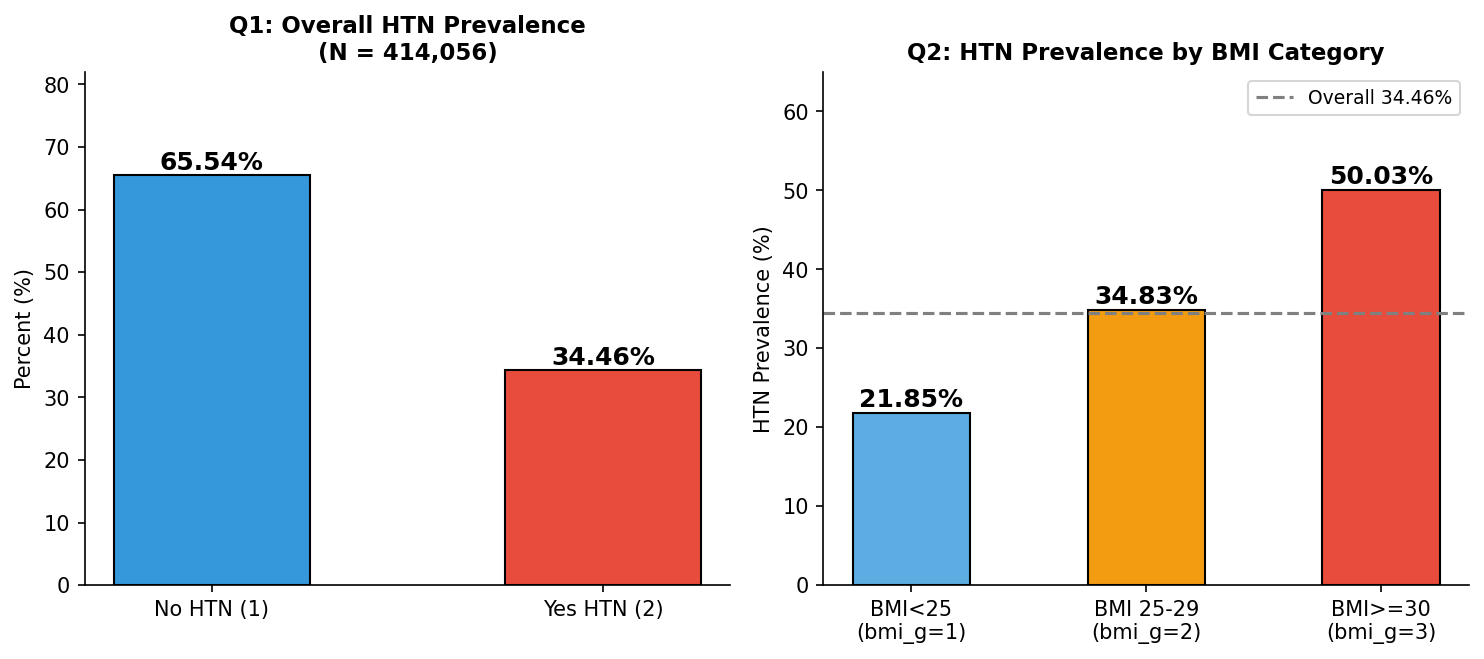 Q1: Overall HTN Prevalence
(N = 414,056)
Percent (%)
80
70
60
50
40
30
20
10
0
65.54%
34.46%
No HTN (1)
Yes HTN (2)
Q2: HTN Prevalence by BMI Category
Overall 34.46%
HTN Prevalence (%)
60
50
40
30
20
10
0
21.85%
34.83%
50.03%
BMI<25
(bmi_g=1)
BMI 25-29
(bmi_g=2)
BMI>=30
(bmi_g=3)